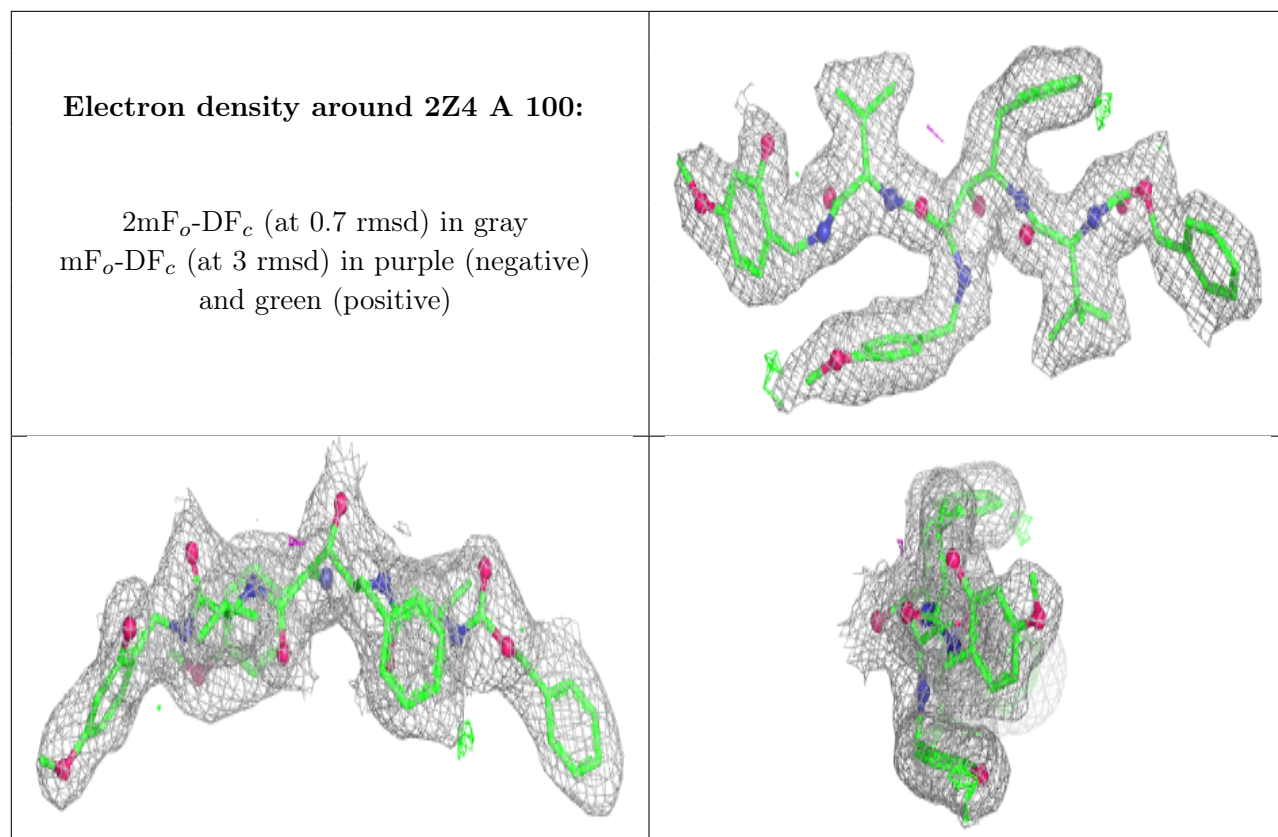 Electron density around 2Z4 A 100:
2mFₒ-DF𝒸 (at 0.7 rmsd) in gray
mFₒ-DF𝒸 (at 3 rmsd) in purple (negative)
and green (positive)